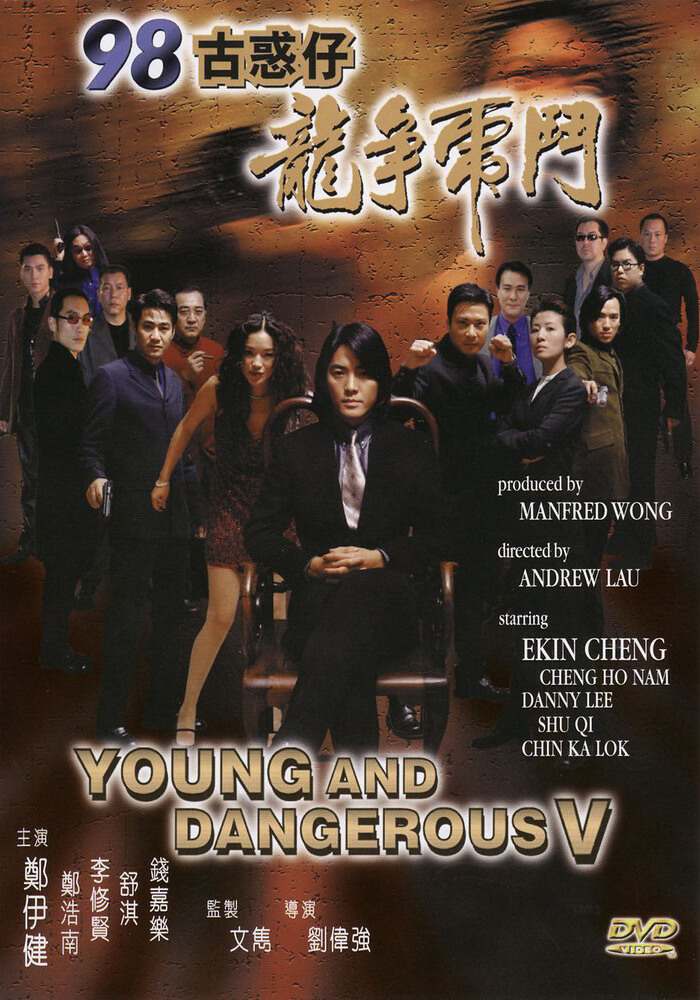 98古惑仔
龍爭虎鬥
produced by
MANFRED WONG
directed by
ANDREW LAU
starring
EKIN CHENG
CHENG HO NAM
DANNY LEE
SHU QI
CHIN KA LOK
YOUNG AND
DANGEROUS V
主演
鄭伊健
鄭浩南
李修賢
舒淇
錢嘉樂
監製
文雋
導演
劉偉強
DVD
VIDEO